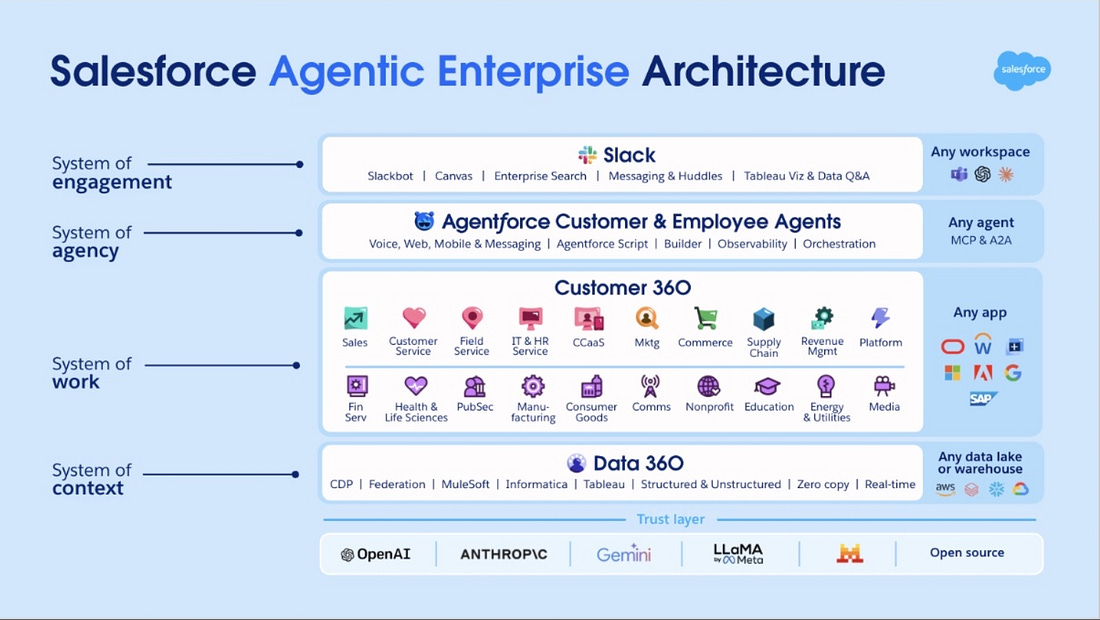 Salesforce Agentic Enterprise Architecture
salesforce
System of
engagement
Slack
Slackbot | Canvas | Enterprise Search | Messaging & Huddles | Tableau Viz & Data Q&A
Any workspace
System of
agency
Agentforce Customer & Employee Agents
Voice, Web, Mobile & Messaging | Agentforce Script | Builder | Observability | Orchestration
Any agent
MCP & A2A
System of
work
Customer 360
Sales
Customer
Service
Field
Service
IT & HR
Service
CCaaS
Mktg
Commerce
Supply
Chain
Revenue
Mgmt
Platform
Fin
Serv
Health &
Life Sciences
PubSec
Manu-
facturing
Consumer
Goods
Comms
Nonprofit
Education
Energy
& Utilities
Media
Any app
SAP
System of
context
Data 360
CDP | Federation | MuleSoft | Informatica | Tableau | Structured & Unstructured | Zero copy | Real-time
Any data lake
or warehouse
aws
Trust layer
OpenAI
ANTHROP\C
Gemini
LLaMA
by Meta
Open source